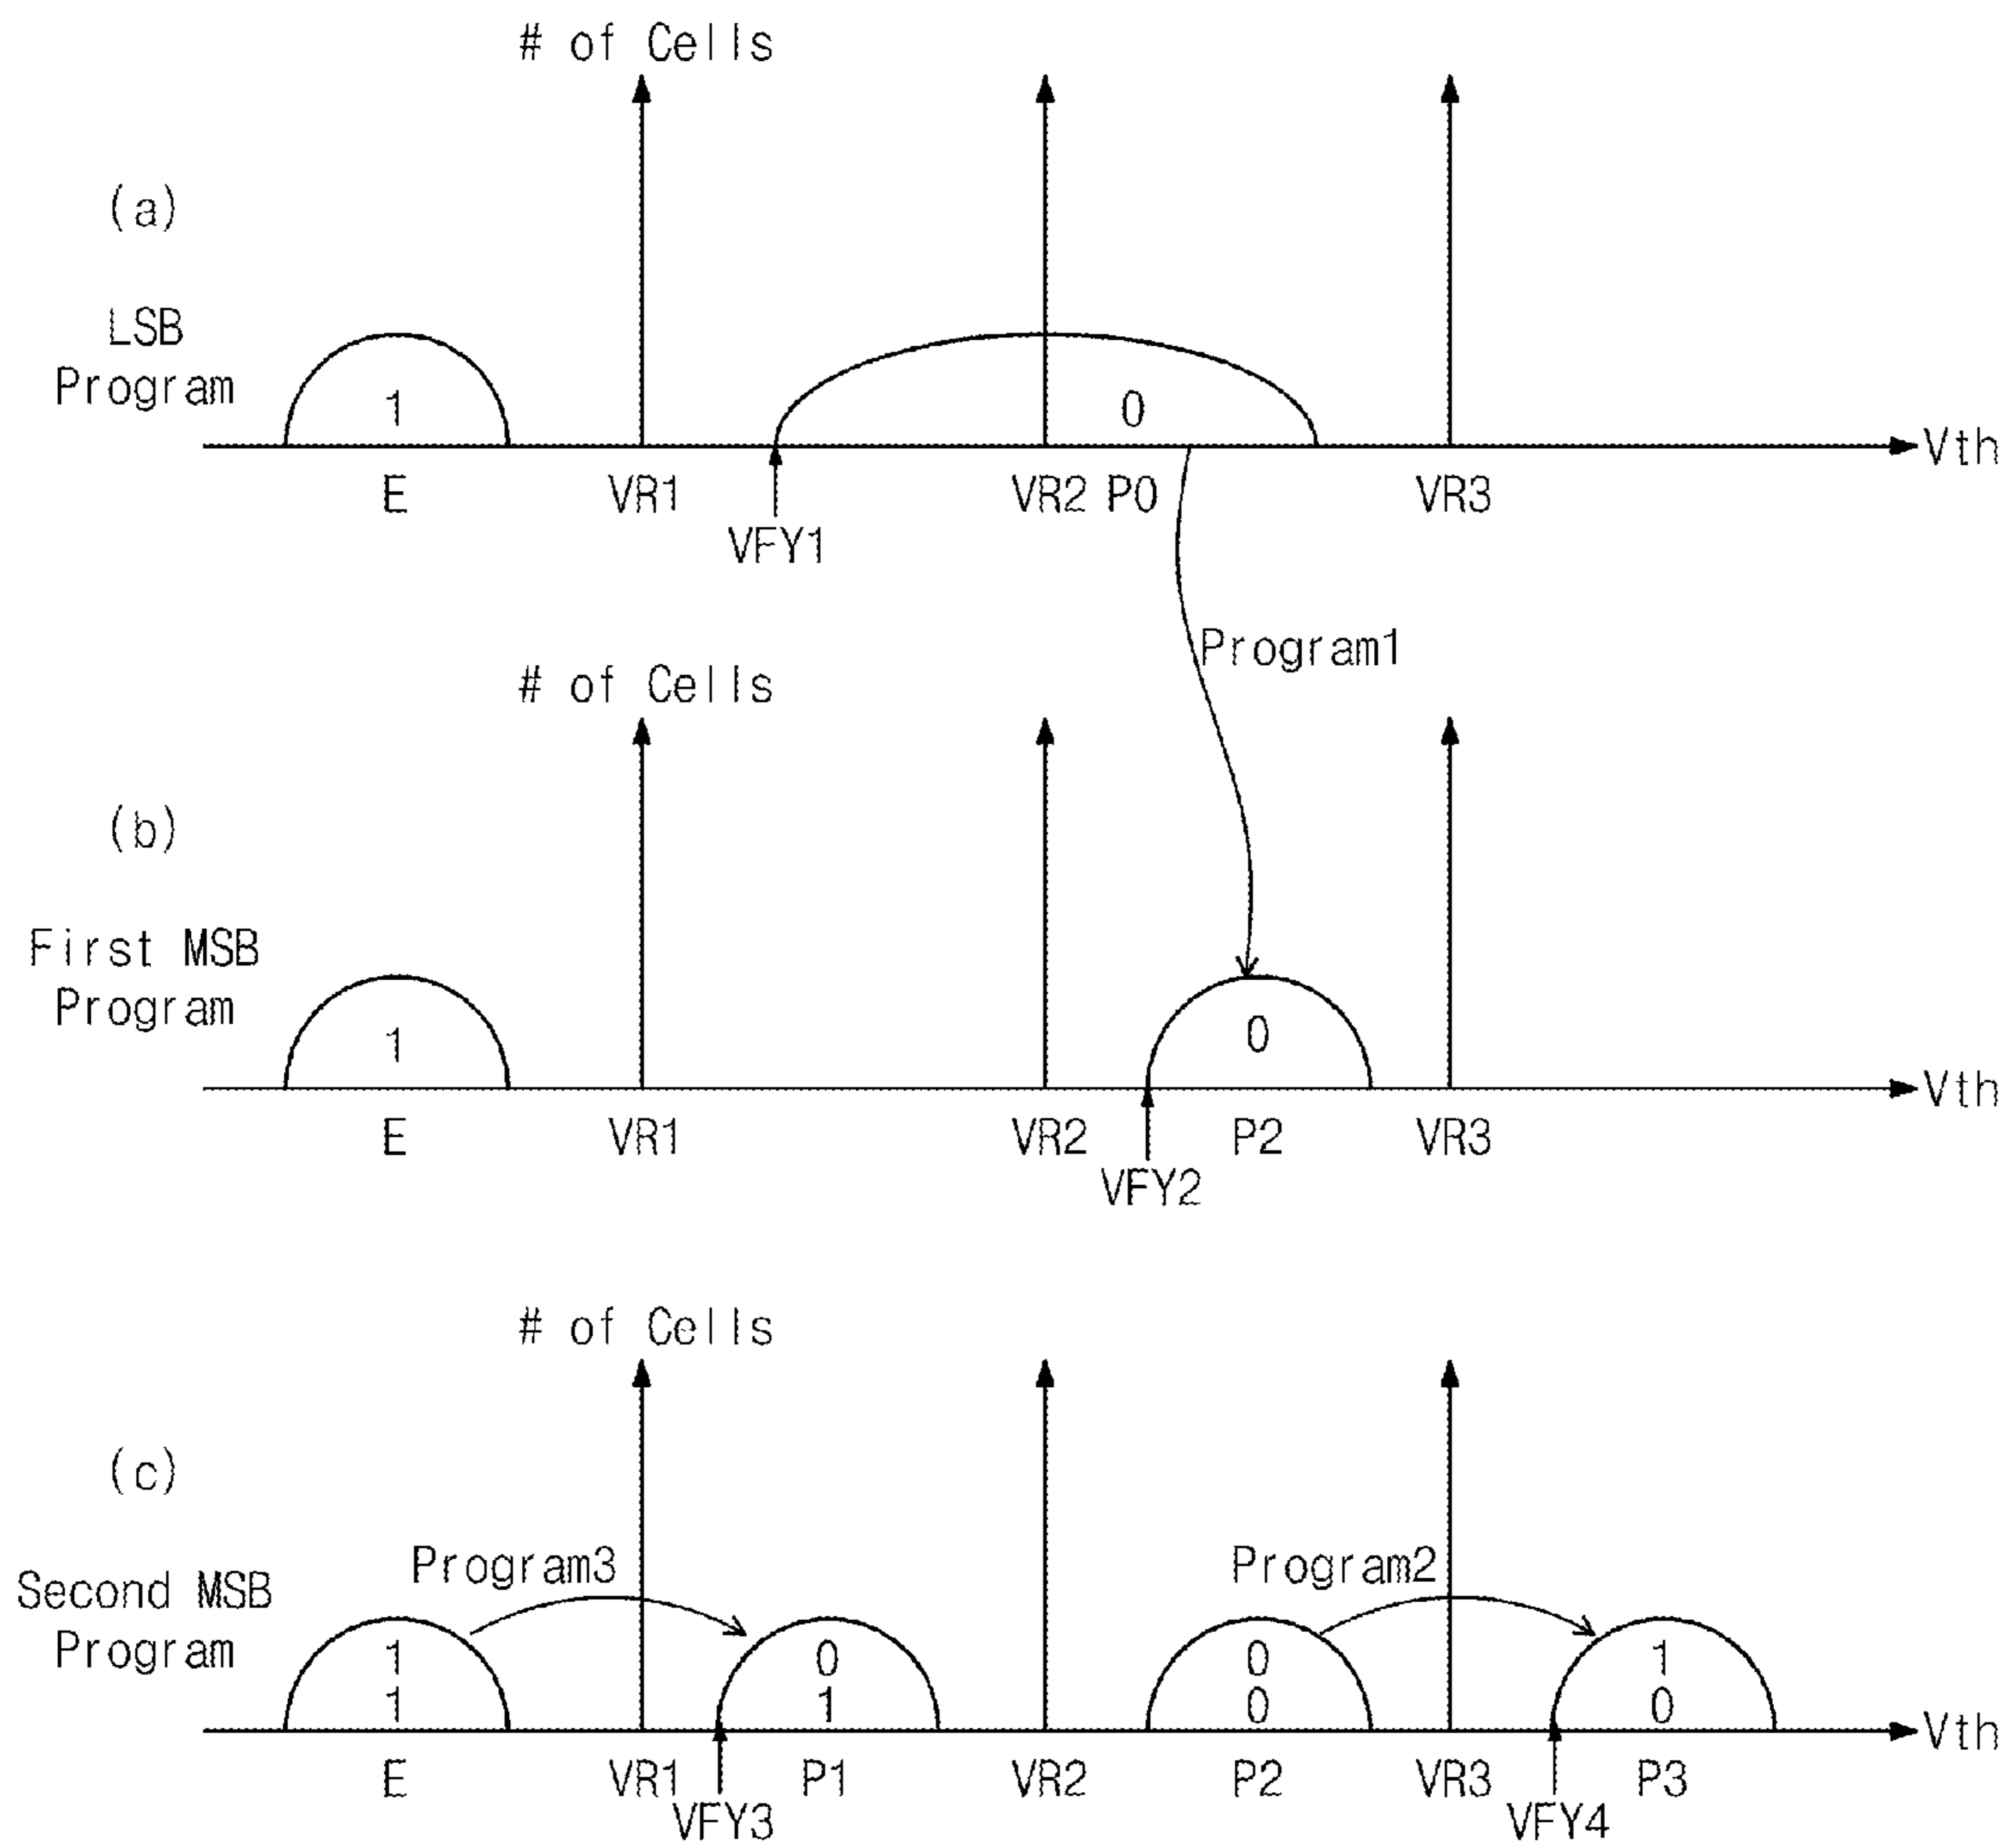 # of Cells
(a)
LSB
Program
1
0
Vth
E
VR1
VR2
P0
VR3
VFY1
Program1
# of Cells
(b)
First MSB
Program
1
0
Vth
E
VR1
VR2
P2
VR3
VFY2
# of Cells
(c)
Program3
Program2
Second MSB
Program
1
0
0
1
1
1
0
0
Vth
E
VR1
P1
VR2
P2
VR3
P3
VFY3
VFY4